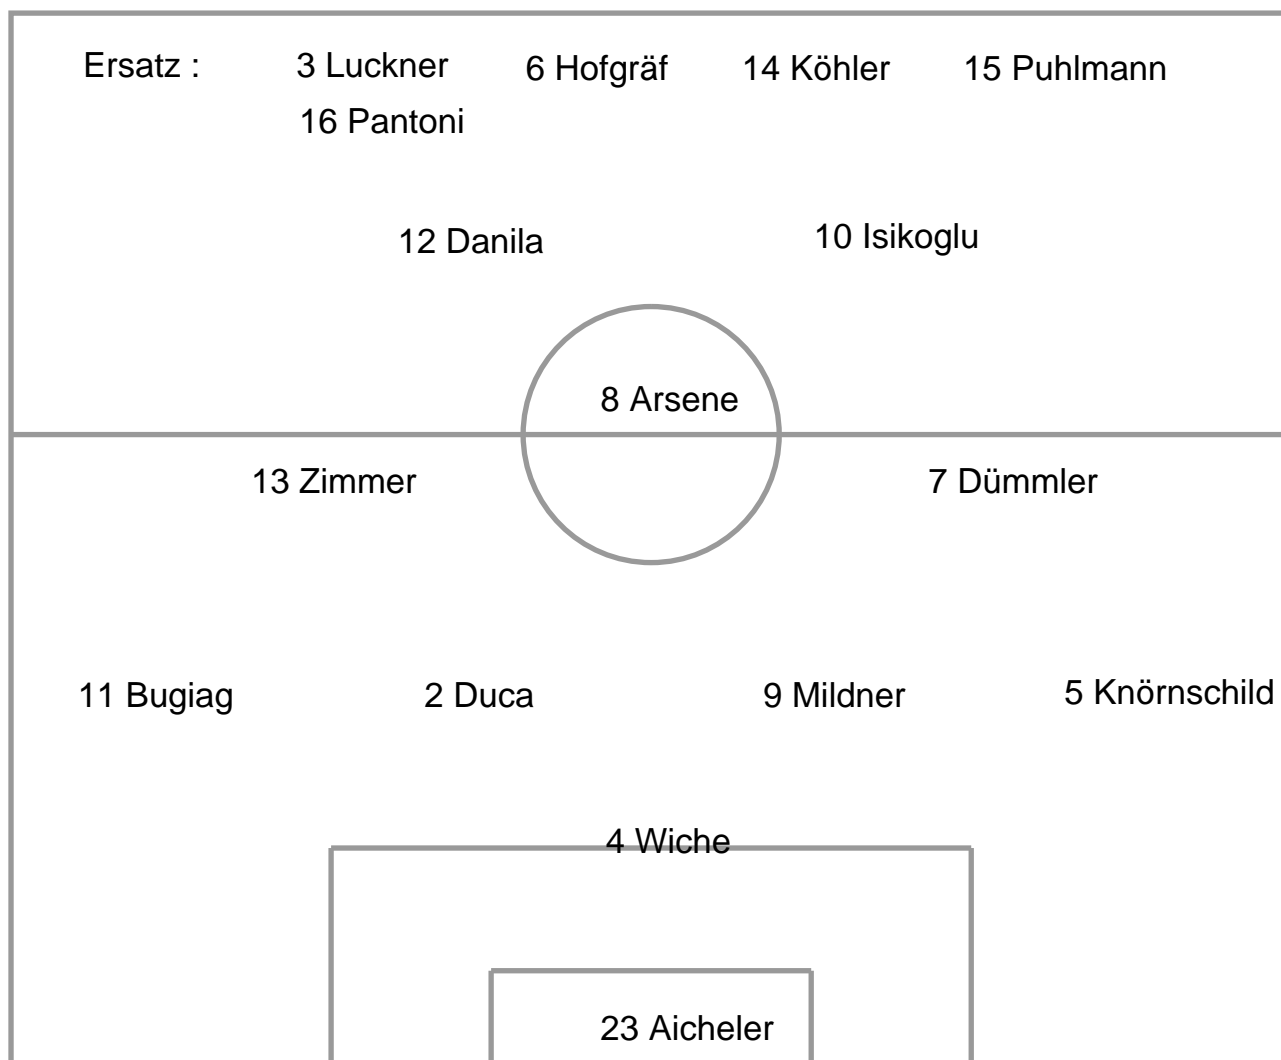 Ersatz : 3 Luckner 6 Hofgräf 14 Köhler 15 Puhlmann
16 Pantoni
12 Danila 10 Isikoglu
8 Arsene
13 Zimmer 7 Dümmler
11 Bugiag 2 Duca 9 Mildner 5 Knörnschild
4 Wiche
23 Aicheler